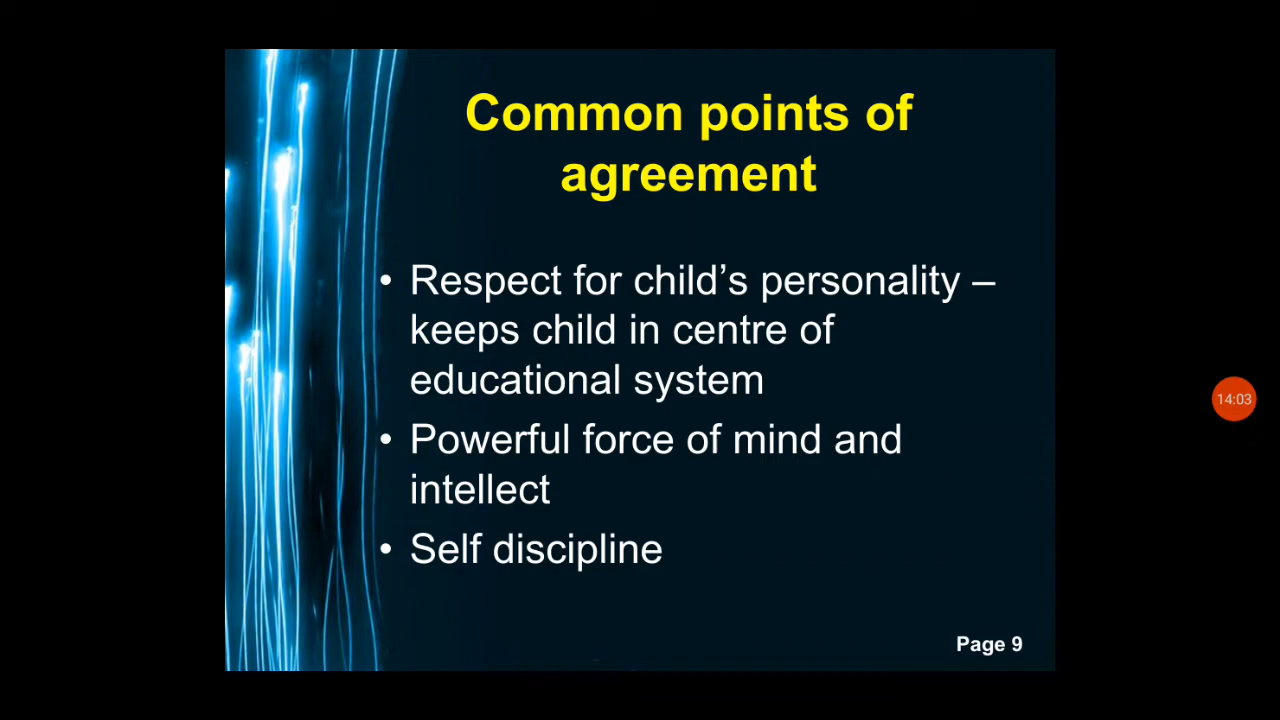 Common points of
agreement
• Respect for child’s personality –
keeps child in centre of
educational system
• Powerful force of mind and
intellect
• Self discipline
14:03
Page 9